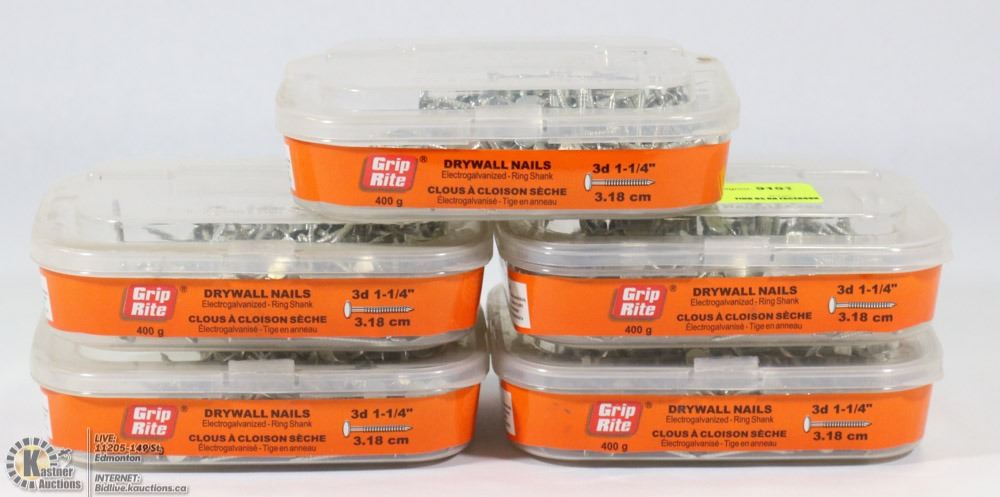 Grip Rite®
400 g
DRYWALL NAILS
Electrogalvanized - Ring Shank
CLOUS À CLOISON SÈCHE
Électrogalvanisé - Tige en anneau
3d 1-1/4"
3.18 cm
Grip Rite®
400 g
DRYWALL NAILS
Electrogalvanized - Ring Shank
CLOUS À CLOISON SÈCHE
Électrogalvanisé - Tige en anneau
3d 1-1/4"
3.18 cm
Grip Rite®
400 g
DRYWALL NAILS
Electrogalvanized - Ring Shank
CLOUS À CLOISON SÈCHE
Électrogalvanisé - Tige en anneau
3d 1-1/4"
3.18 cm
Grip Rite®
DRYWALL NAILS
Electrogalvanized - Ring Shank
CLOUS À CLOISON SÈCHE
Électrogalvanisé - Tige en anneau
3d 1-1/4"
3.18 cm
Grip Rite®
400 g
DRYWALL NAILS
Electrogalvanized - Ring Shank
CLOUS À CLOISON SÈCHE
Électrogalvanisé - Tige en anneau
3d 1-1/4"
3.18 cm
Kastner Auctions
LIVE:
11205-149 St,
Edmonton
INTERNET:
Bidlive.kauctions.ca